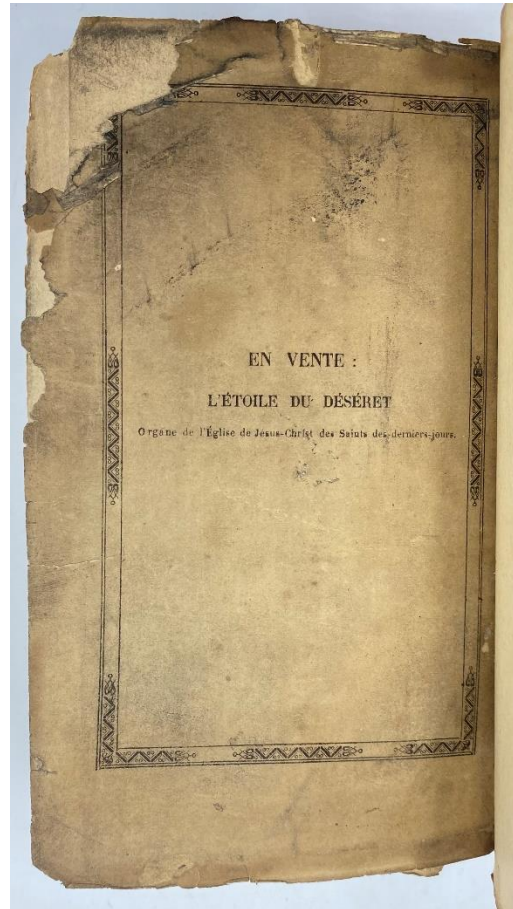 EN VENTE :
L'ÉTOILE DU DÉSÉRET
Organe de l'Église de Jésus-Christ des Saints des-derniers-jours.